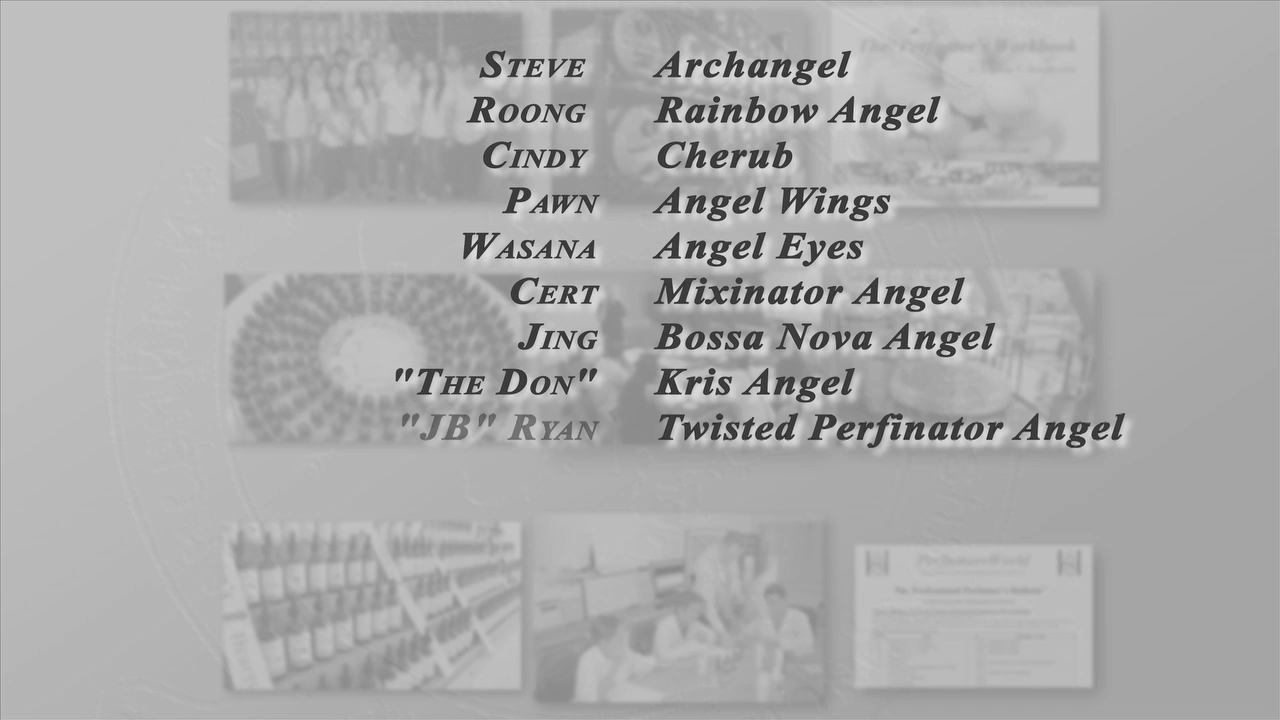 STEVE Archangel
ROONG Rainbow Angel
CINDY Cherub
PAWN Angel Wings
WASANA Angel Eyes
CERT Mixinator Angel
JING Bossa Nova Angel
"THE DON" Kris Angel
"JB" RYAN Twisted Perfinator Angel